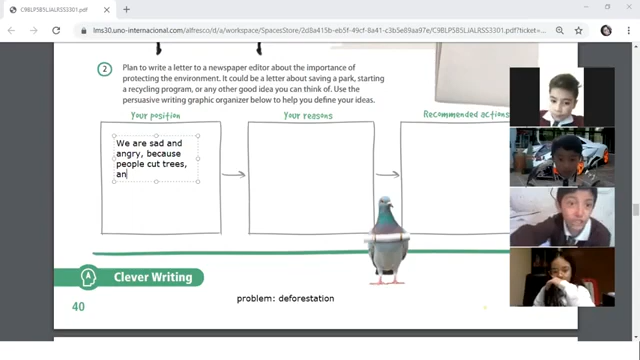 C9BLP5B5LJALRSS3301.pdf
lms30.uno-internacional.com/alfresco/d/a/workspace/SpacesStore/2d8a415b-eb5f-49cf-8a41-c3b5e89aa97e/C9BLP5B5LJALRSS3301.pdf?ticket=...
2 Plan to write a letter to a newspaper editor about the importance of
protecting the environment. It could be a letter about saving a park, starting
a recycling program, or any other good idea you can think of. Use the
persuasive writing graphic organizer below to help you define your ideas.
Your position
Your reasons
Recommended actions
We are sad and
angry, because
people cut trees,
an
A Clever Writing
40
problem: deforestation